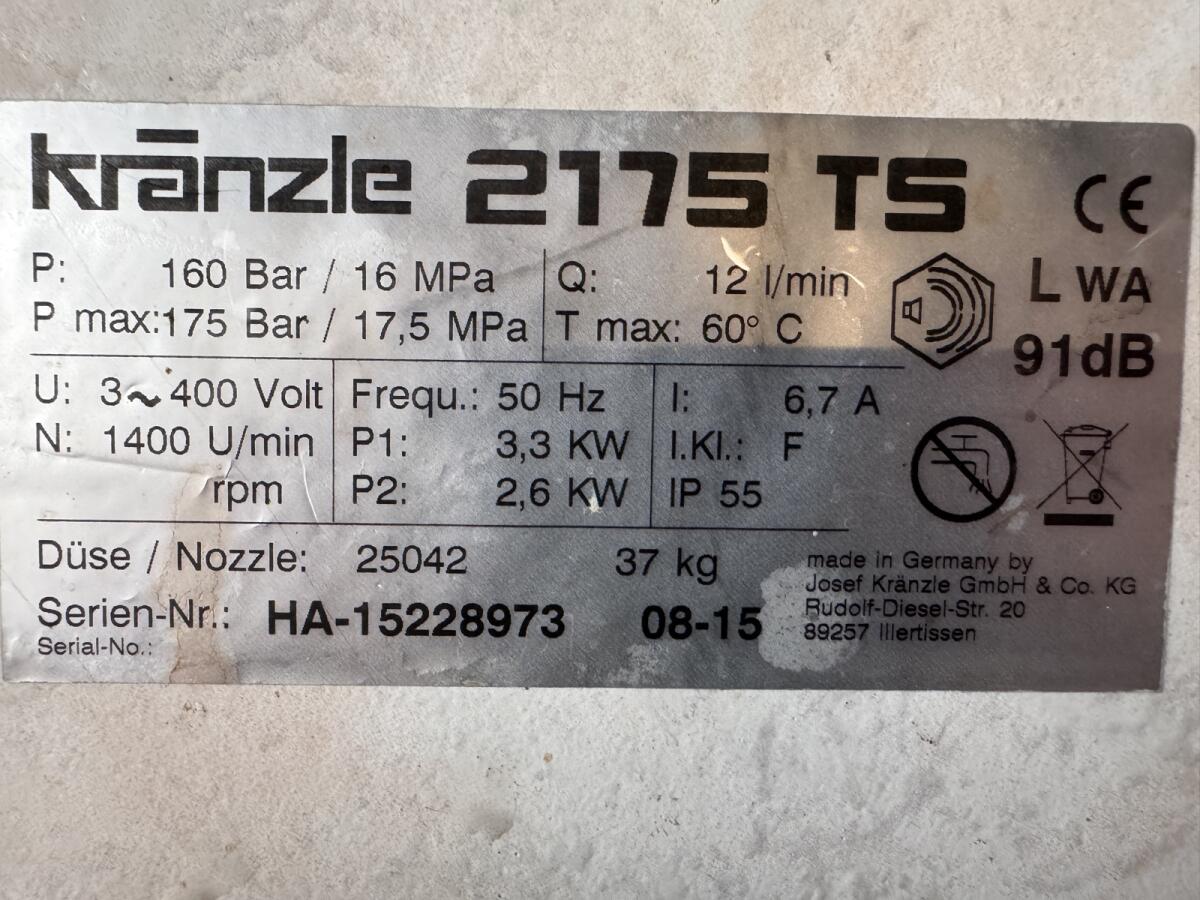 kränzle 2175 TS CE
P: 160 Bar / 16 MPa Q: 12 l/min
P max:175 Bar / 17,5 MPa T max: 60° C
LWA
91dB
U: 3~400 Volt Frequ.: 50 Hz I: 6,7 A
N: 1400 U/min P1: 3,3 KW I.Kl.: F
rpm P2: 2,6 KW IP 55
Düse / Nozzle: 25042 37 kg
Serien-Nr.: HA-15228973 08-15
Serial-No.:
made in Germany by
Josef Kränzle GmbH & Co. KG
Rudolf-Diesel-Str. 20
89257 Illertissen